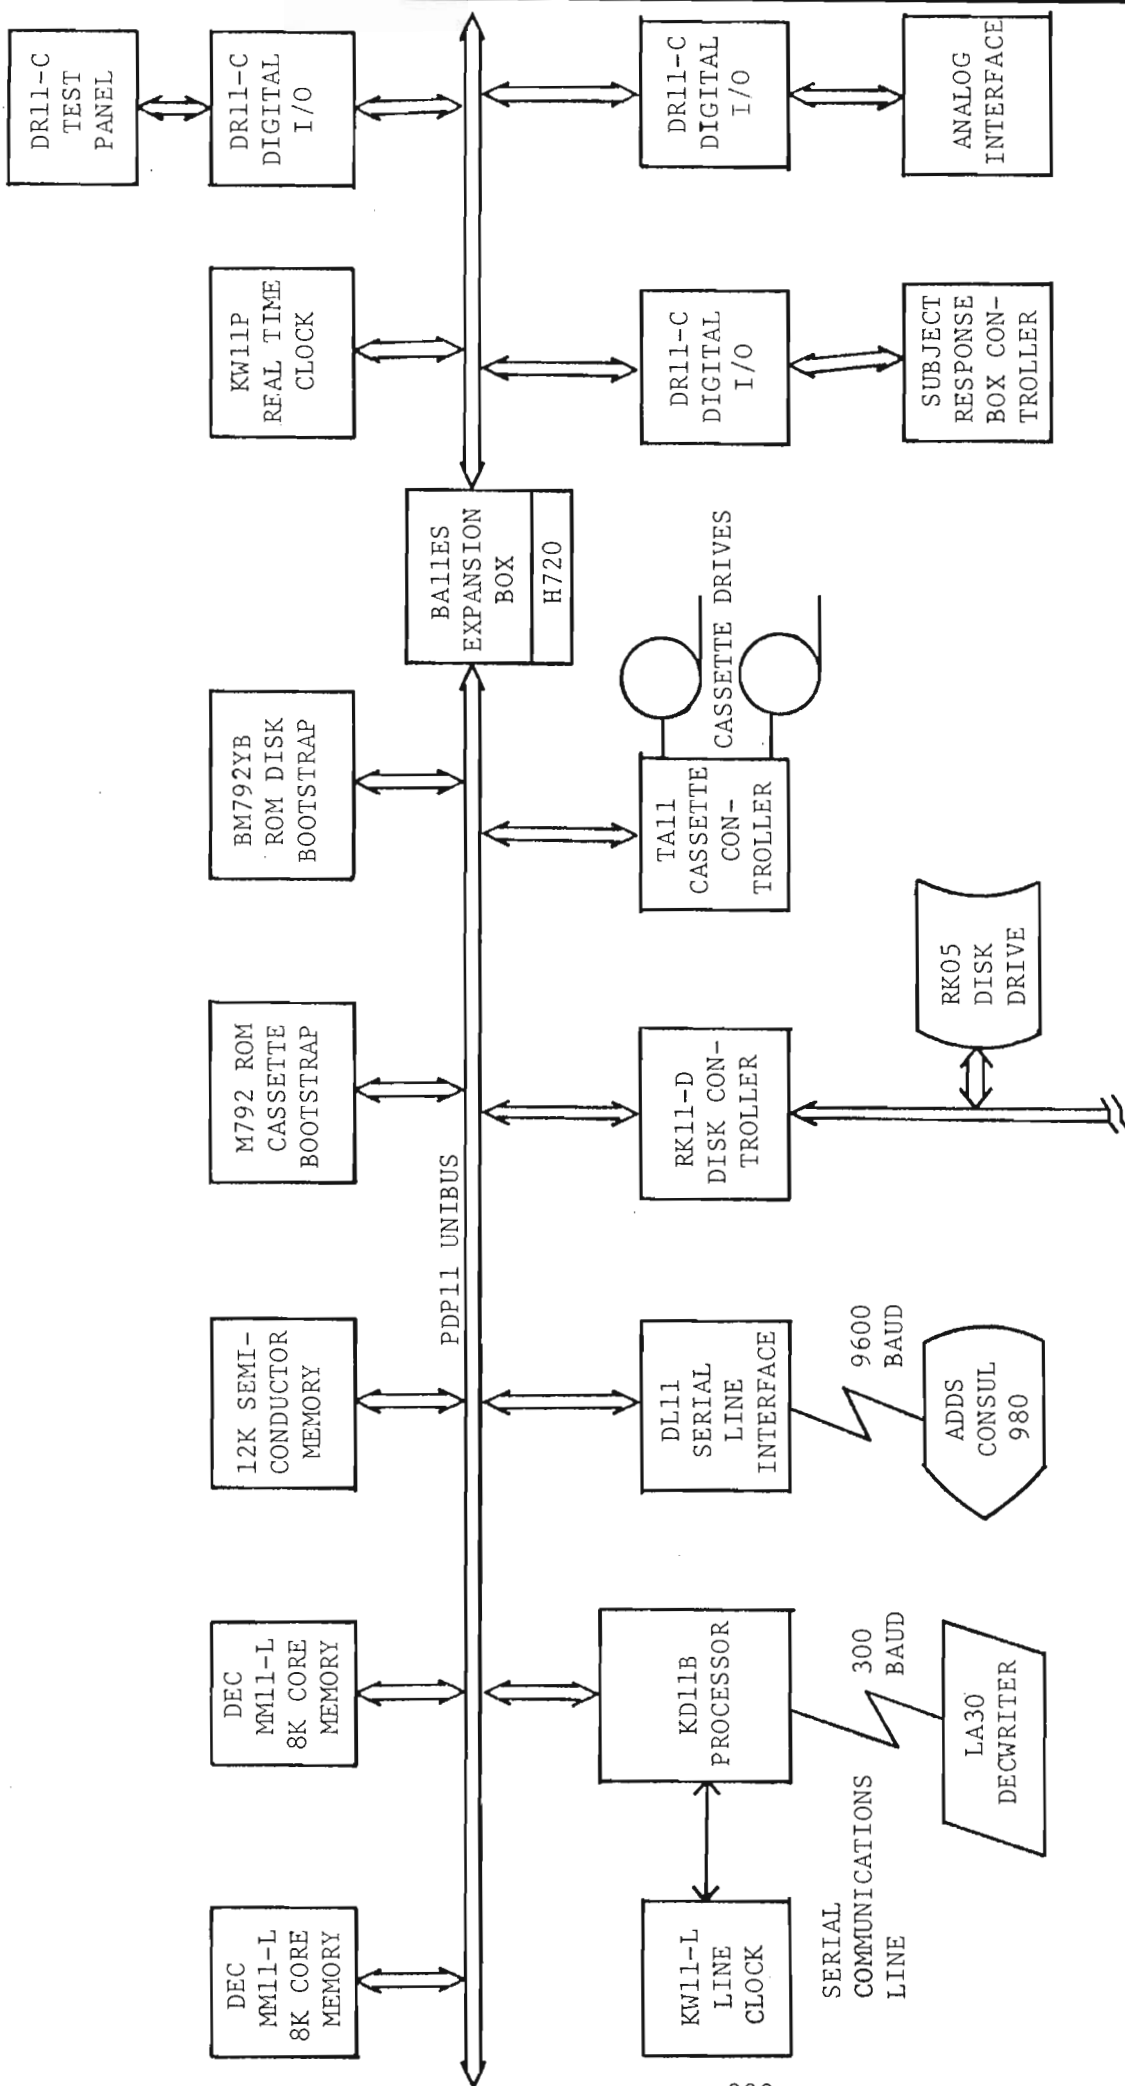 DEC
MM11-L
8K CORE
MEMORY
DEC
MM11-L
8K CORE
MEMORY
12K SEMI-
CONDUCTOR
MEMORY
M792 ROM
CASSETTE
BOOTSTRAP
BM792YB
ROM DISK
BOOTSTRAP
KW11P
REAL TIME
CLOCK
DR11-C
TEST
PANEL
DR11-C
DIGITAL
I/O
PDP11 UNIBUS
BA11ES
EXPANSION
BOX
H720
KW11-L
LINE
CLOCK
KD11B
PROCESSOR
DL11
SERIAL
LINE
INTERFACE
RK11-D
DISK CON-
TROLLER
TA11
CASSETTE
CON-
TROLLER
CASSETTE DRIVES
DR11-C
DIGITAL
I/O
DR11-C
DIGITAL
I/O
SERIAL
COMMUNICATIONS
LINE
300
BAUD
LA30
DECWRITER
9600
BAUD
ADDS
CONSUL
980
RK05
DISK
DRIVE
SUBJECT
RESPONSE
BOX CON-
TROLLER
ANALOG
INTERFACE